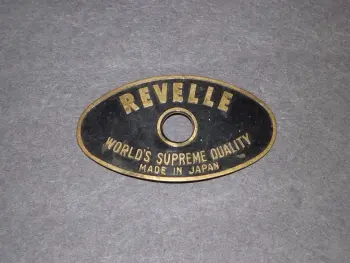 REVELLE
WORLD'S SUPREME QUALITY
MADE IN JAPAN